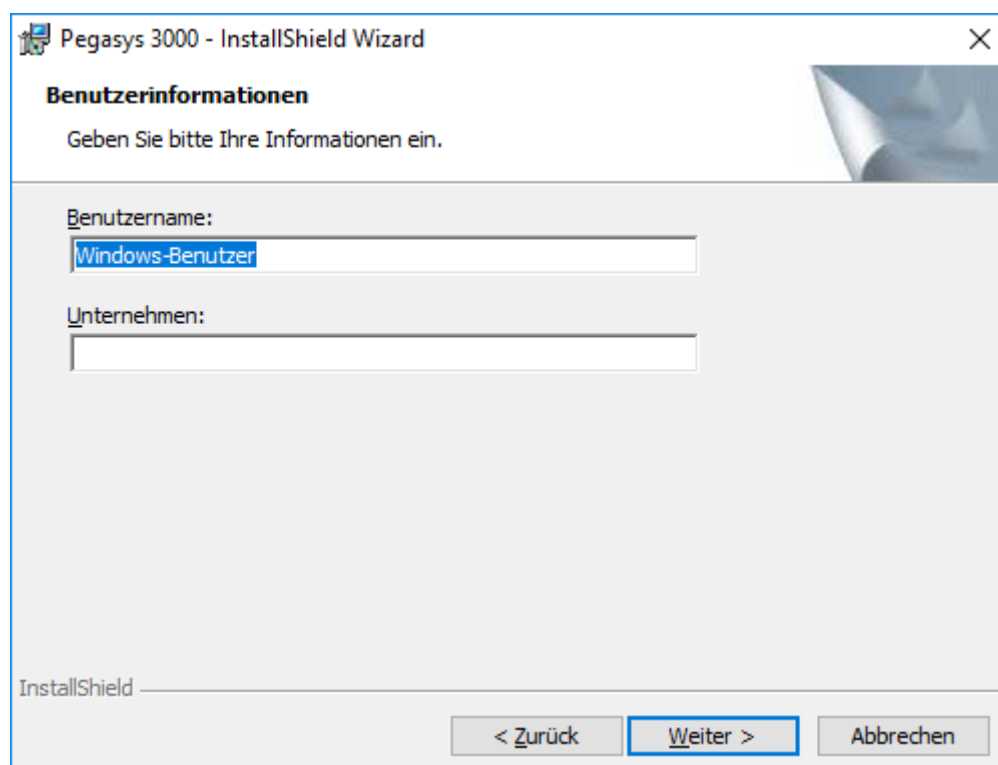 Pegasys 3000 - InstallShield Wizard
Benutzerinformationen
Geben Sie bitte Ihre Informationen ein.
Benutzername:
Windows-Benutzer
Unternehmen:
InstallShield
< Zurück Weiter > Abbrechen